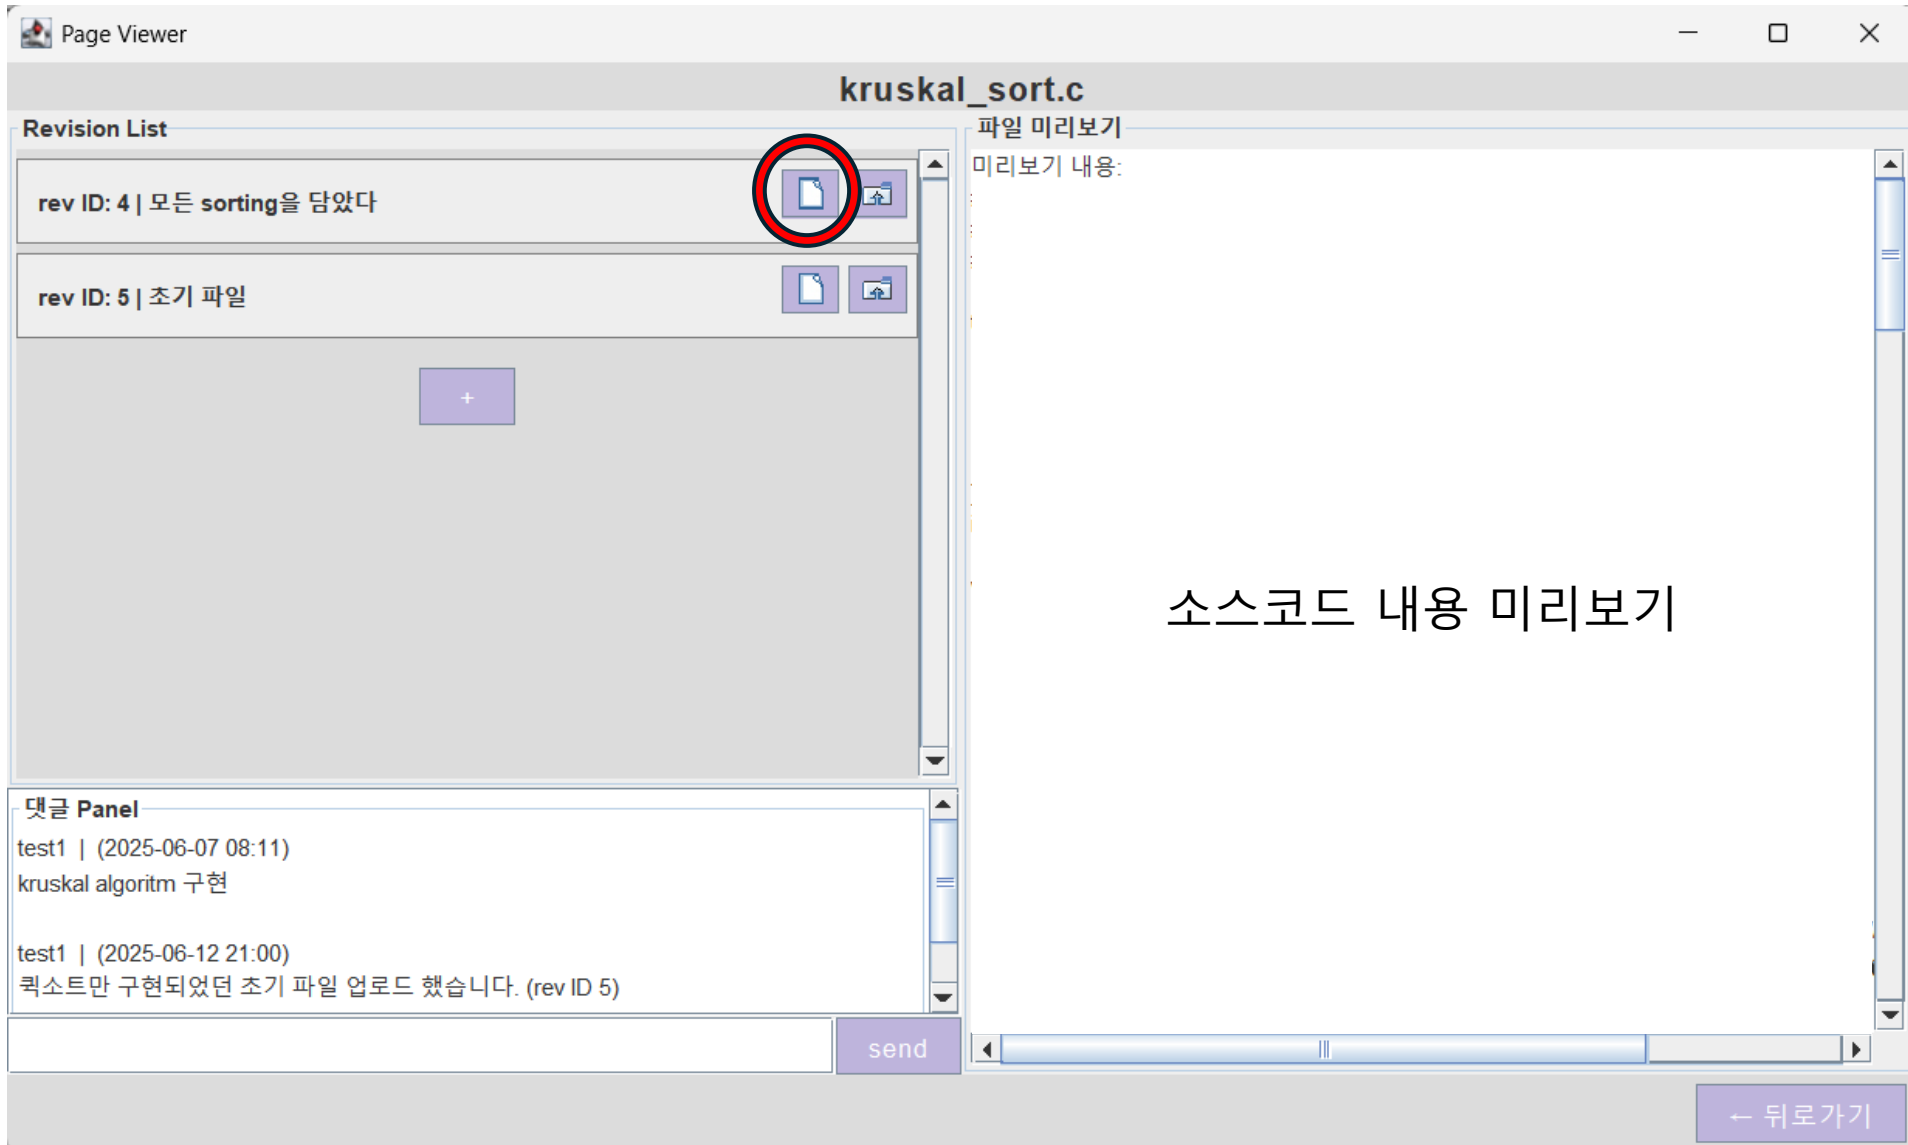 Page Viewer
kruskal_sort.c
Revision List
rev ID: 4 | 모든 sorting을 담았다
rev ID: 5 | 초기 파일
+
댓글 Panel
test1 | (2025-06-07 08:11)
kruskal algoritm 구현
test1 | (2025-06-12 21:00)
퀵소트만 구현되었던 초기 파일 업로드 했습니다. (rev ID 5)
send
파일 미리보기
미리보기 내용:
소스코드 내용 미리보기
← 뒤로가기